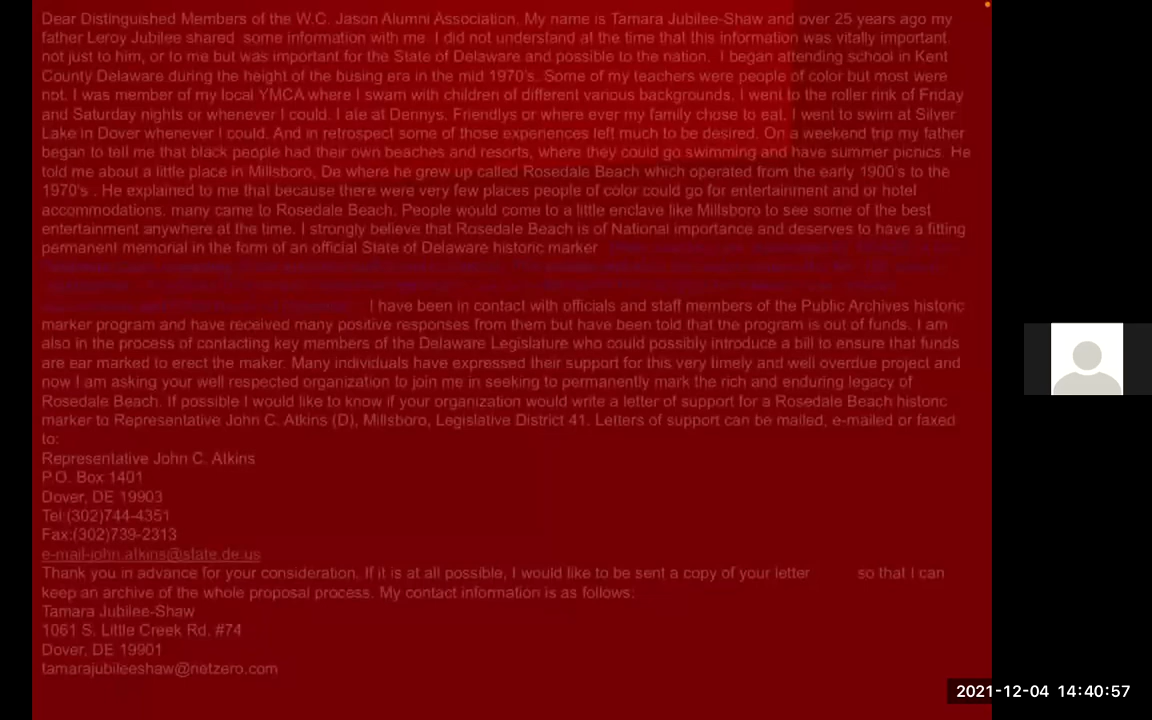 Dear Distinguished Members of the W.C. Jason Alumni Association. My name is Tamara Jubilee-Shaw and over 25 years ago my
father Leroy Jubilee shared some information with me. I did not understand at the time that this information was vitally important.
not just to him, or to me but was important for the State of Delaware and possible to the nation. I began attending school in Kent
County Delaware during the height of the busing era in the mid 1970's. Some of my teachers were people of color but most were
not. I was member of my local YMCA where I swam with children of different various backgrounds. I went to the roller rink of Friday
and Saturday nights or whenever I could. I ate at Dennys. Friendlys or where ever my family chose to eat. I went to swim at Silver
Lake in Dover whenever I could. And in retrospect some of those experiences left much to be desired. On a weekend trip my father
began to tell me that black people had their own beaches and resorts, where they could go swimming and have summer picnics. He
told me about a little place in Millsboro, De where he grew up called Rosedale Beach which operated from the early 1900's to the
1970's . He explained to me that because there were very few places people of color could go for entertainment and or hotel
accommodations. many came to Rosedale Beach. People would come to a little enclave like Millsboro to see some of the best
entertainment anywhere at the time. I strongly believe that Rosedale Beach is of National importance and deserves to have a fitting
permanent memorial in the form of an official State of Delaware historic marker
I have been in contact with officials and staff members of the Public Archives historic
marker program and have received many positive responses from them but have been told that the program is out of funds. I am
also in the process of contacting key members of the Delaware Legislature who could possibly introduce a bill to ensure that funds
are ear marked to erect the maker. Many individuals have expressed their support for this very timely and well overdue project and
now I am asking your well respected organization to join me in seeking to permanently mark the rich and enduring legacy of
Rosedale Beach. If possible I would like to know if your organization would write a letter of support for a Rosedale Beach historic
marker to Representative John C. Atkins (D), Millsboro, Legislative District 41. Letters of support can be mailed, e-mailed or faxed
to:
Representative John C. Atkins
P.O. Box 1401
Dover, DE 19903
Tel:(302)744-4351
Fax:(302)739-2313
e-mail-john.atkins@state.de.us
Thank you in advance for your consideration. If it is at all possible, I would like to be sent a copy of your letter so that I can
keep an archive of the whole proposal process. My contact information is as follows:
Tamara Jubilee-Shaw
1061 S. Little Creek Rd. #74
Dover, DE 19901
tamarajubileeshaw@netzero.com
2021-12-04 14:40:57